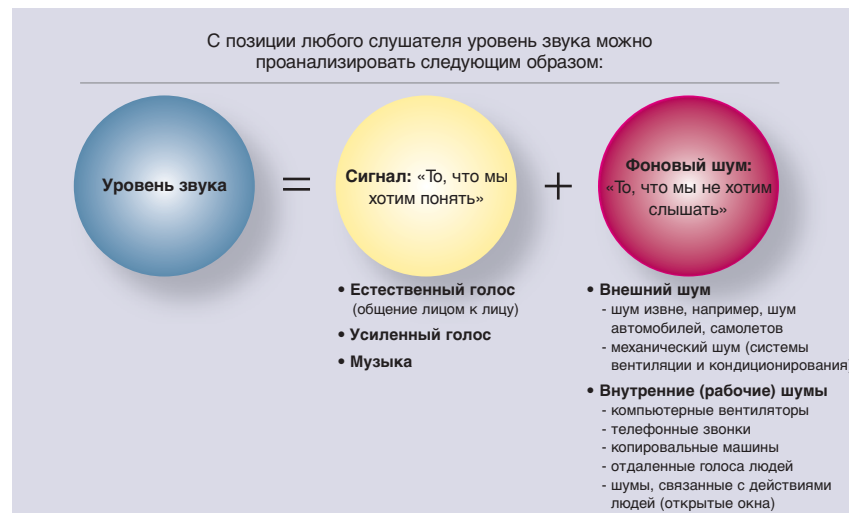 С позиции любого слушателя уровень звука можно
проанализировать следующим образом:
Уровень звука
=
Сигнал: «То, что мы
хотим понять»
+
Фоновый шум:
«То, что мы не хотим
слышать»
• Естественный голос
(общение лицом к лицу)
• Усиленный голос
• Музыка
• Внешний шум
- шум извне, например, шум
автомобилей, самолетов
- механический шум (системы
вентиляции и кондиционирования)
• Внутренние (рабочие) шумы
- компьютерные вентиляторы
- телефонные звонки
- копировальные машины
- отдаленные голоса людей
- шумы, связанные с действиями
людей (открытые окна)